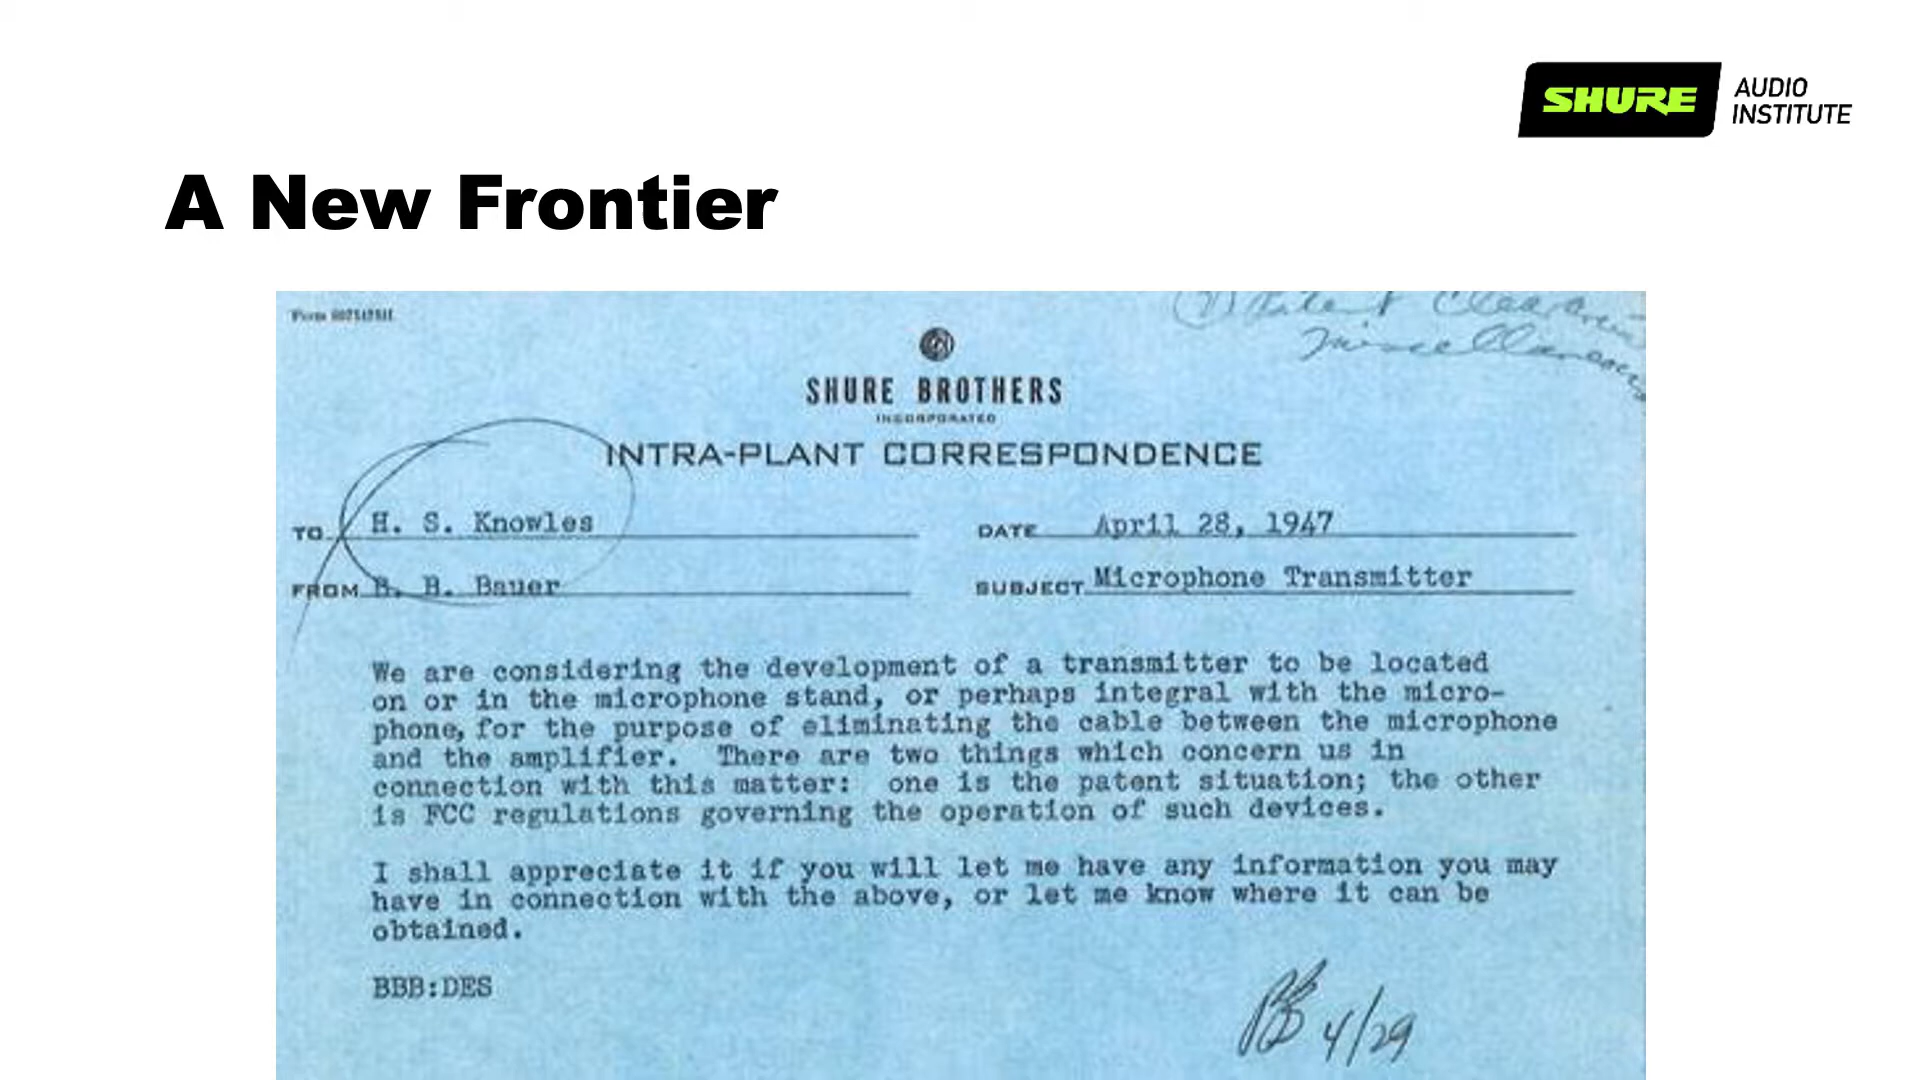 SHURE AUDIO
INSTITUTE
A New Frontier
Form
Miscellaneous
SHURE BROTHERS
INCORPORATED
INTRA-PLANT CORRESPONDENCE
TO H. S. Knowles DATE April 28, 1947
FROM B. B. Bauer SUBJECT Microphone Transmitter
We are considering the development of a transmitter to be located
on or in the microphone stand, or perhaps integral with the micro-
phone, for the purpose of eliminating the cable between the microphone
and the amplifier. There are two things which concern us in
connection with this matter: one is the patent situation; the other
is FCC regulations governing the operation of such devices.
I shall appreciate it if you will let me have any information you may
have in connection with the above, or let me know where it can be
obtained.
BBB:DES
BBB 4/29